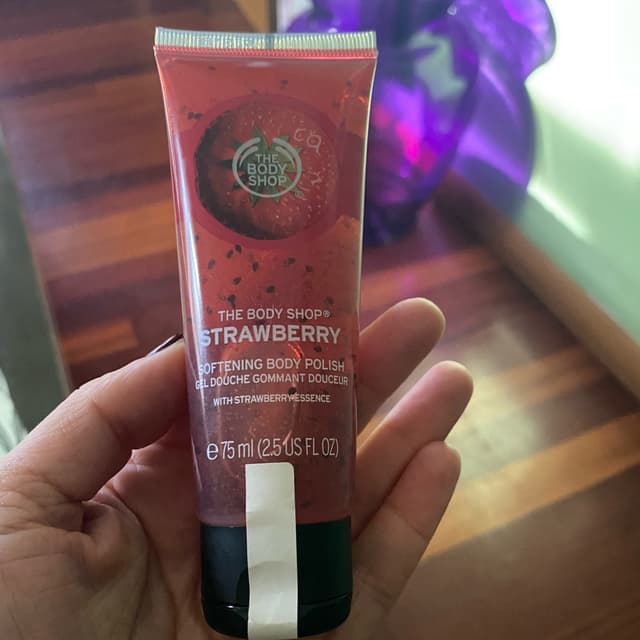 THE
BODY
SHOP
THE BODY SHOP®
STRAWBERRY
SOFTENING BODY POLISH
GEL DOUCHE GOMMANT DOUCEUR
WITH STRAWBERRY ESSENCE
℮ 75 ml (2.5 US FL OZ)